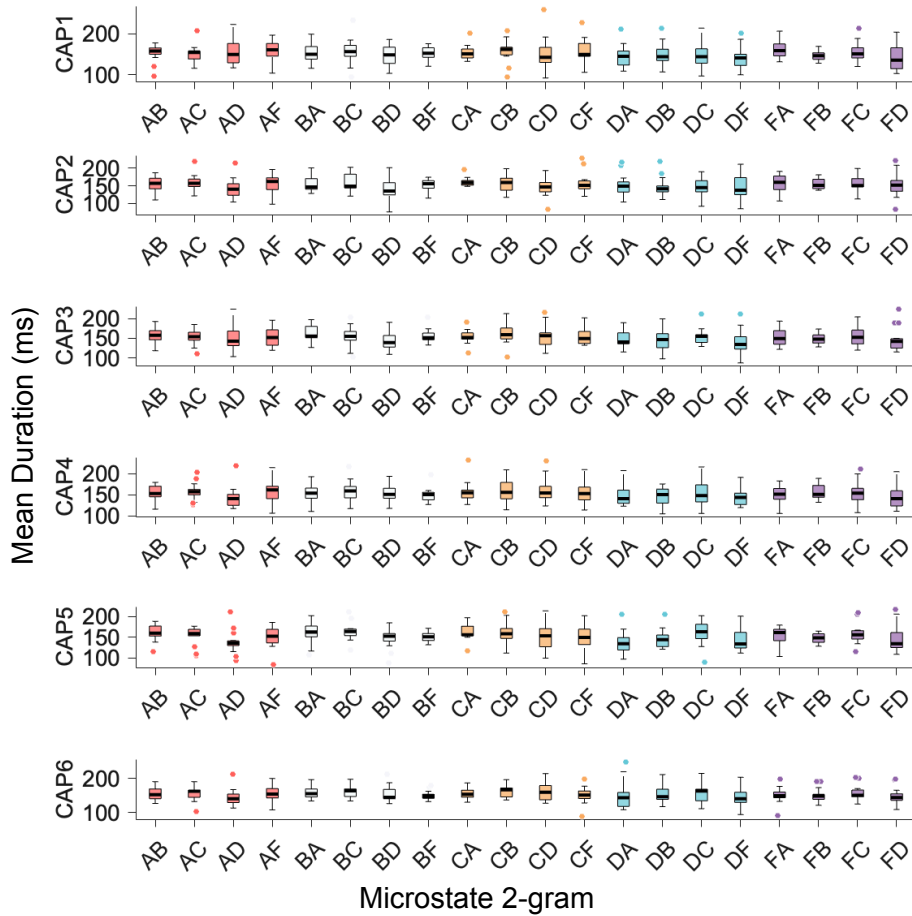 CAP1
200
100
AB AC AD AF BA BC BD BF CA CB CD CF DA DB DC DF FA FB FC FD
CAP2
200
150
100
AB AC AD AF BA BC BD BF CA CB CD CF DA DB DC DF FA FB FC FD
Mean Duration (ms)
CAP3
200
150
100
AB AC AD AF BA BC BD BF CA CB CD CF DA DB DC DF FA FB FC FD
CAP4
200
150
100
AB AC AD AF BA BC BD BF CA CB CD CF DA DB DC DF FA FB FC FD
CAP5
200
150
100
AB AC AD AF BA BC BD BF CA CB CD CF DA DB DC DF FA FB FC FD
CAP6
200
100
AB AC AD AF BA BC BD BF CA CB CD CF DA DB DC DF FA FB FC FD
Microstate 2-gram